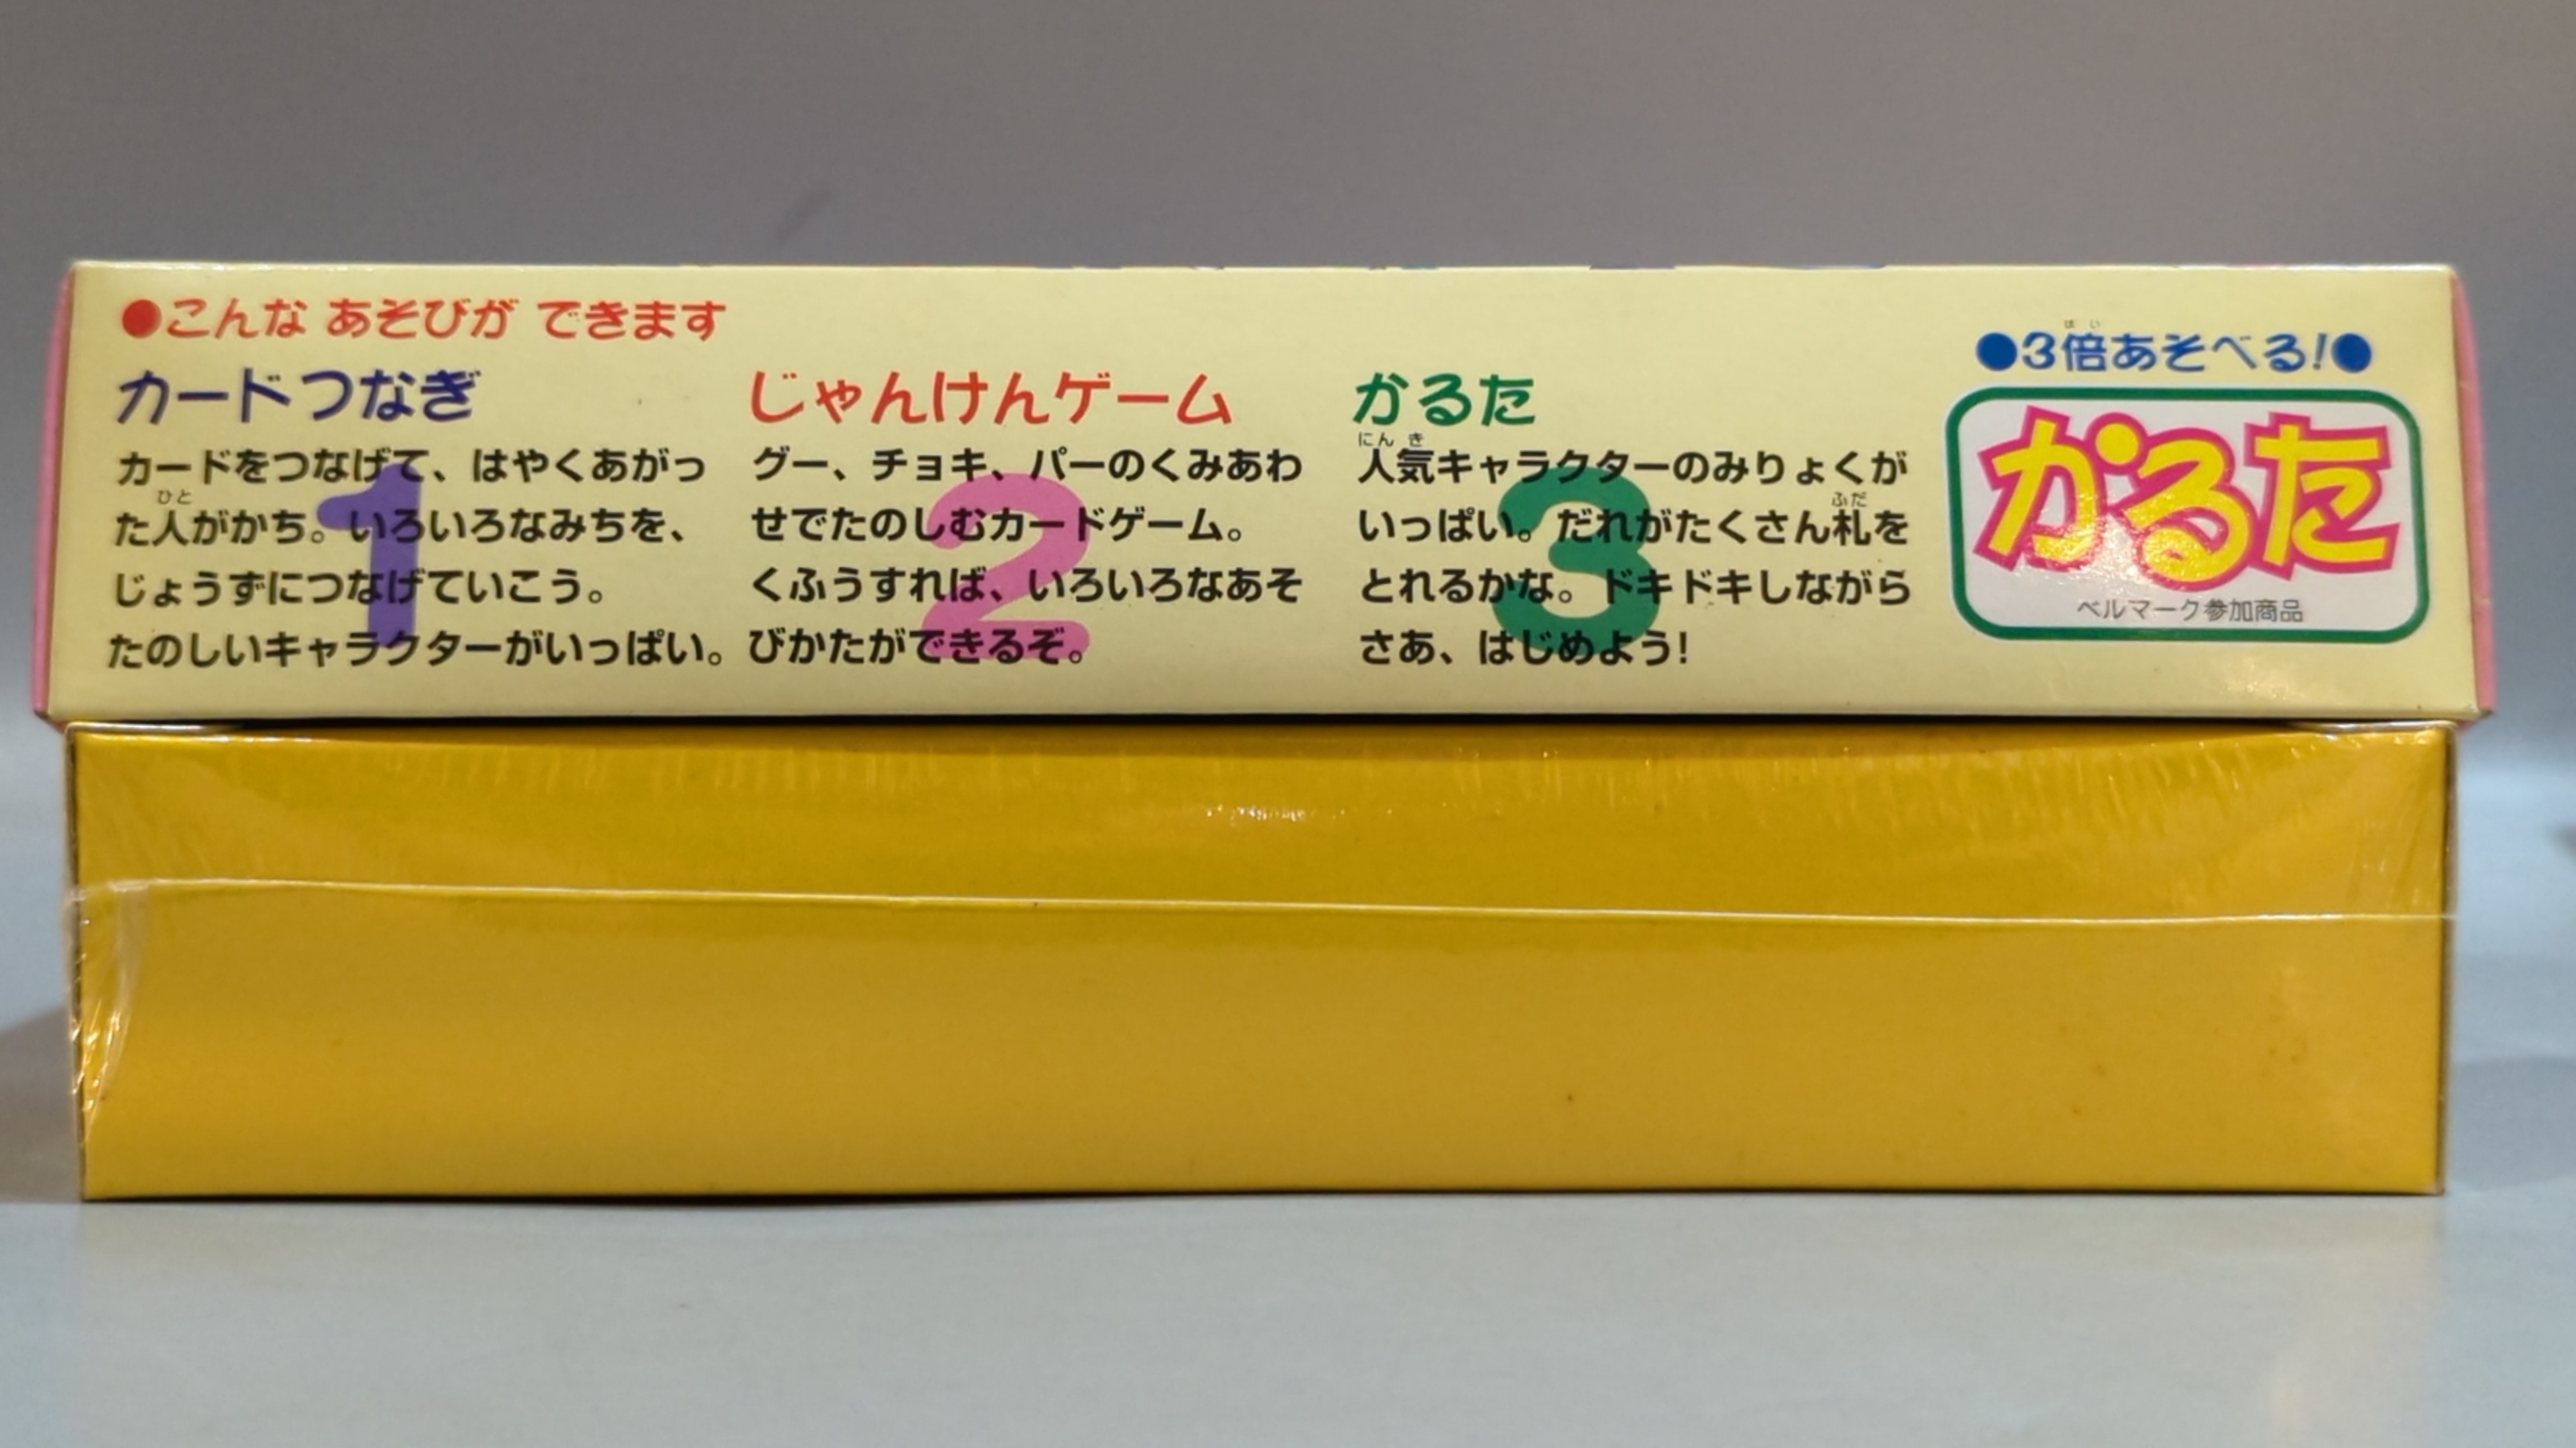 ●こんな あそびが できます
カードつなぎ
1
カードをつなげて、はやくあがっ
ひと
た人がかち。いろいろなみちを、
じょうずにつなげていこう。
たのしいキャラクターがいっぱい。
じゃんけんゲーム
2
グー、チョキ、パーのくみあわ
せでたのしむカードゲーム。
くふうすれば、いろいろなあそ
びかたができるぞ。
かるた
3
にんき
人気キャラクターのみりょくが
ふだ
いっぱい。だれがたくさん札を
とれるかな。ドキドキしながら
さあ、はじめよう!
ばい
●3倍あそべる!●
かるた
ベルマーク参加商品